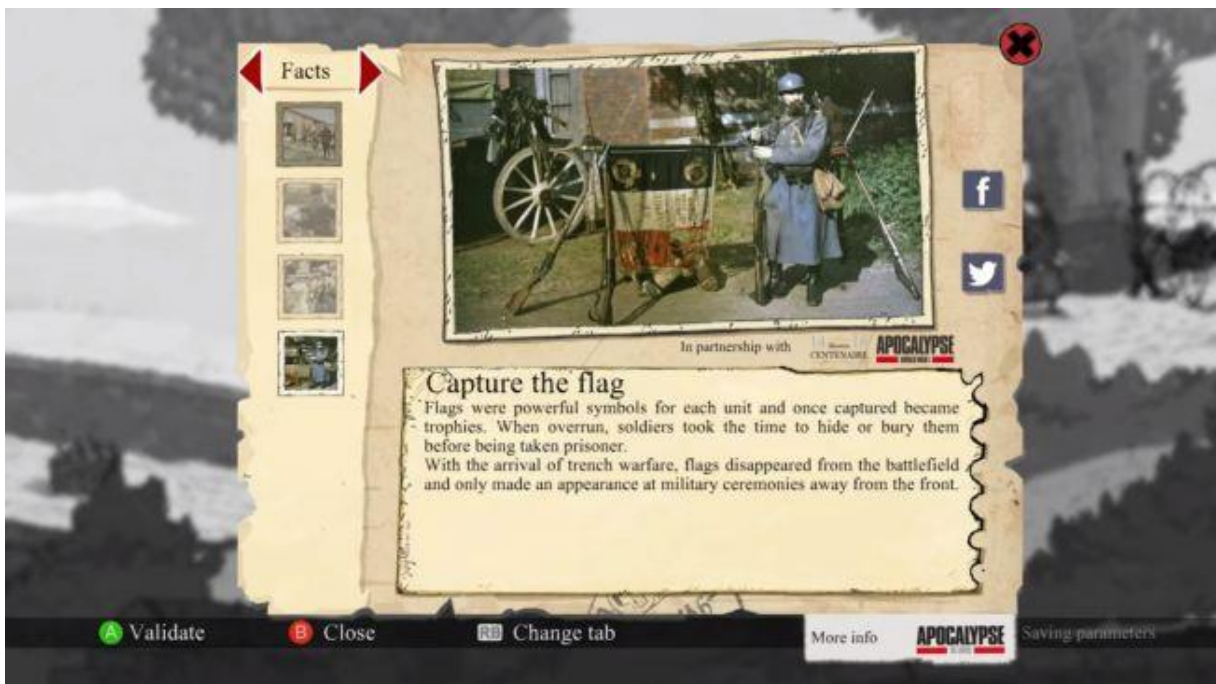 Facts
In partnership with
CENTENAIRE
APOCALYPSE
Capture the flag
Flags were powerful symbols for each unit and once captured became
trophies. When overrun, soldiers took the time to hide or bury them
before being taken prisoner.
With the arrival of trench warfare, flags disappeared from the battlefield
and only made an appearance at military ceremonies away from the front.
A Validate
B Close
RB Change tab
More info
APOCALYPSE
Saving parameters